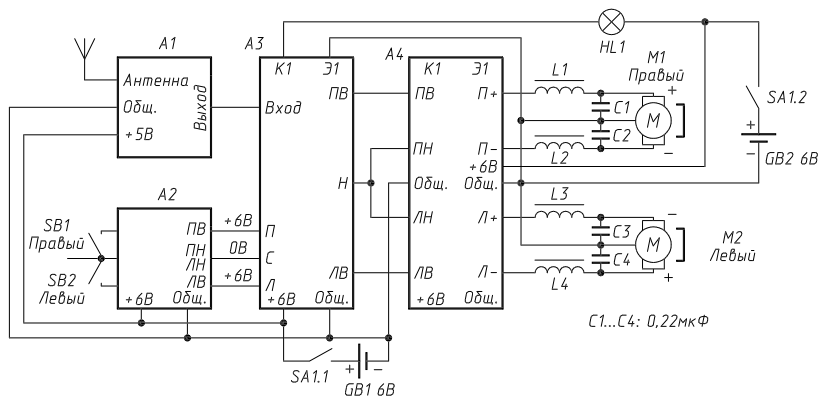 HL1
A1
Антенна
Общ.
+5В
Выход
A3
К1
Э1
Вход
ПВ
Н
ЛВ
П
С
Л
+6В
Общ.
A4
К1
Э1
ПВ
ПН
Общ.
ЛН
ЛВ
+6В
Общ.
П+
П–
+6В
Общ.
Л+
Л–
L1
L2
L3
L4
C1
C2
C3
C4
M1
Правый
+
M
–
M2
Левый
–
M
+
SA1.2
+
–
GB2 6В
A2
ПВ
ПН
ЛН
ЛВ
+6В
Общ.
+6В
0В
+6В
SB1
Правый
SB2
Левый
SA1.1
+
–
GB1 6В
C1...C4: 0,22мкФ